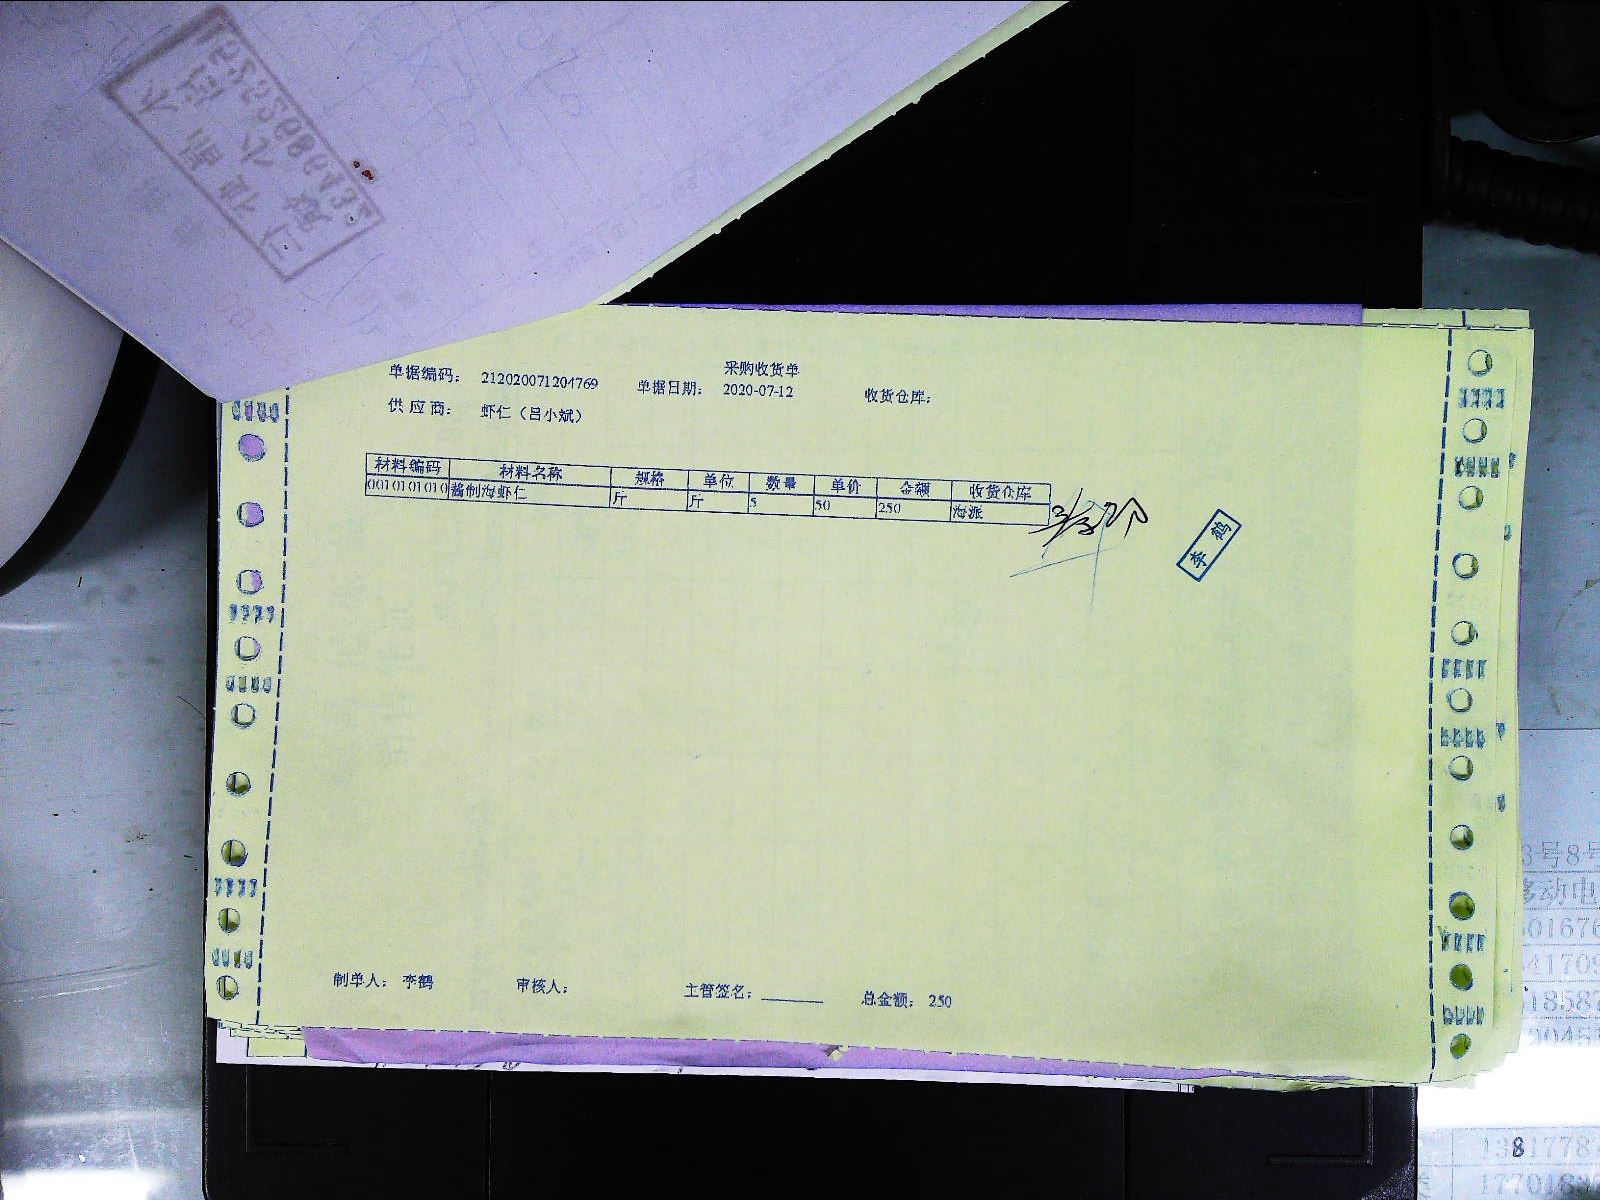 采购收货单
单据编码： 212020071204769 单据日期： 2020-07-12 收货仓库：
供应商： 虾仁（吕小斌）
材料编码 材料名称 规格 单位 数量 单价 金额 收货仓库
0010101010 酱制海虾仁 斤 斤 5 50 250 海派
李鹤
制单人： 李鹤 审核人： 主管签名：______ 总金额： 250
3号8号
移动电